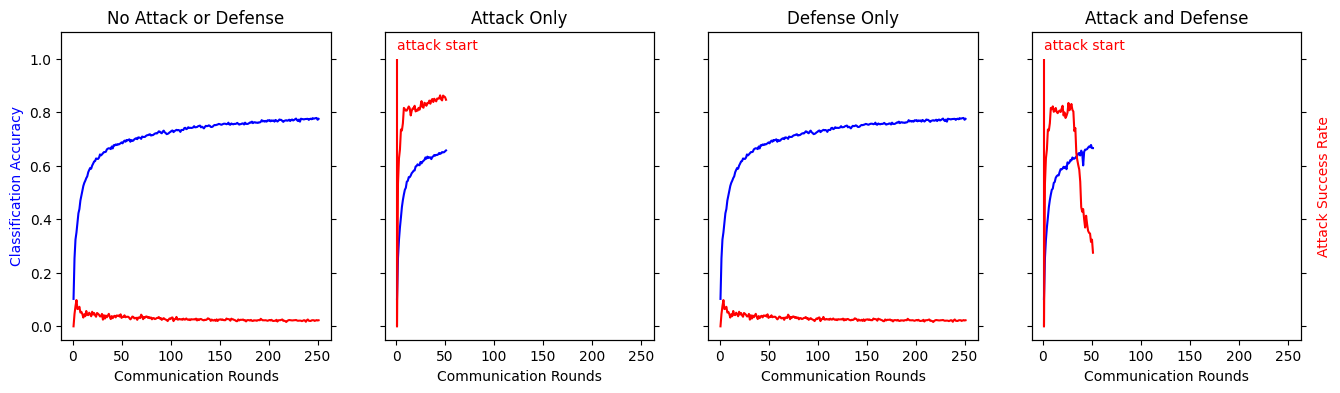 No Attack or Defense
Attack Only
Defense Only
Attack and Defense
attack start
attack start
Classification Accuracy
Attack Success Rate
1.0
0.8
0.6
0.4
0.2
0.0
0 50 100 150 200 250
0 50 100 150 200 250
0 50 100 150 200 250
0 50 100 150 200 250
Communication Rounds
Communication Rounds
Communication Rounds
Communication Rounds